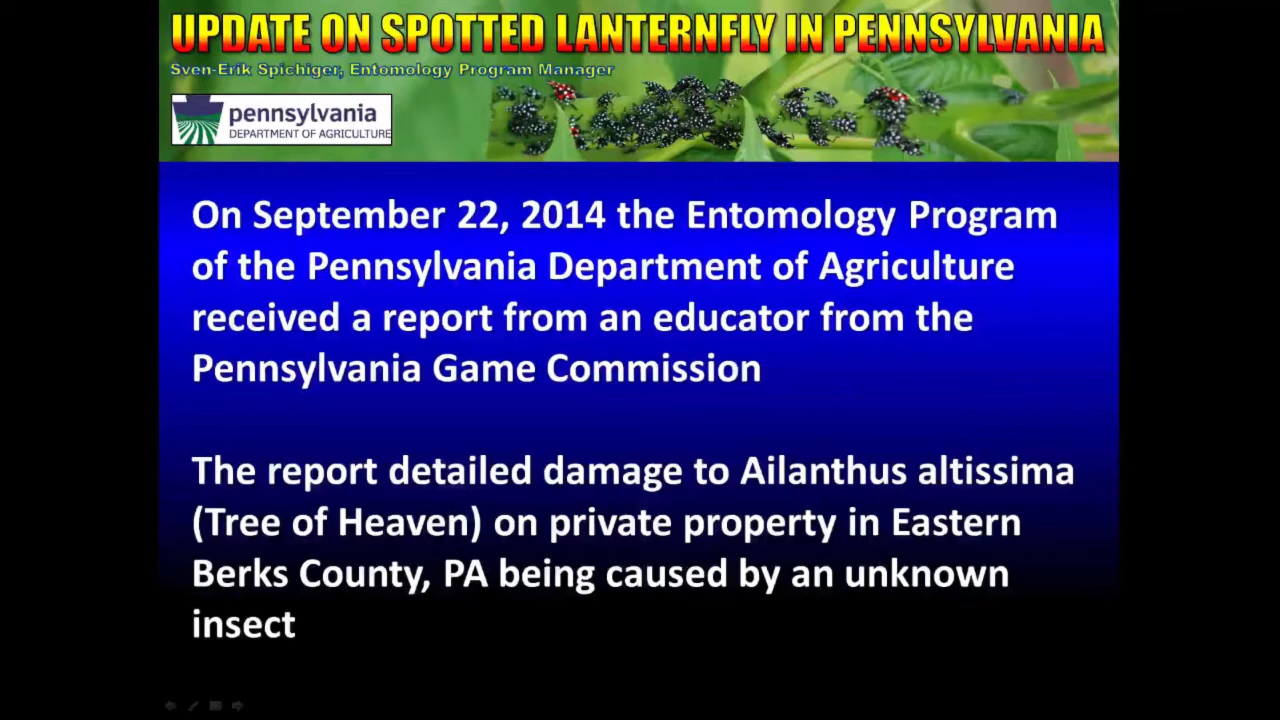 UPDATE ON SPOTTED LANTERNFLY IN PENNSYLVANIA
Sven-Erik Spichiger, Entomology Program Manager
pennsylvania
DEPARTMENT OF AGRICULTURE
On September 22, 2014 the Entomology Program
of the Pennsylvania Department of Agriculture
received a report from an educator from the
Pennsylvania Game Commission
The report detailed damage to Ailanthus altissima
(Tree of Heaven) on private property in Eastern
Berks County, PA being caused by an unknown
insect